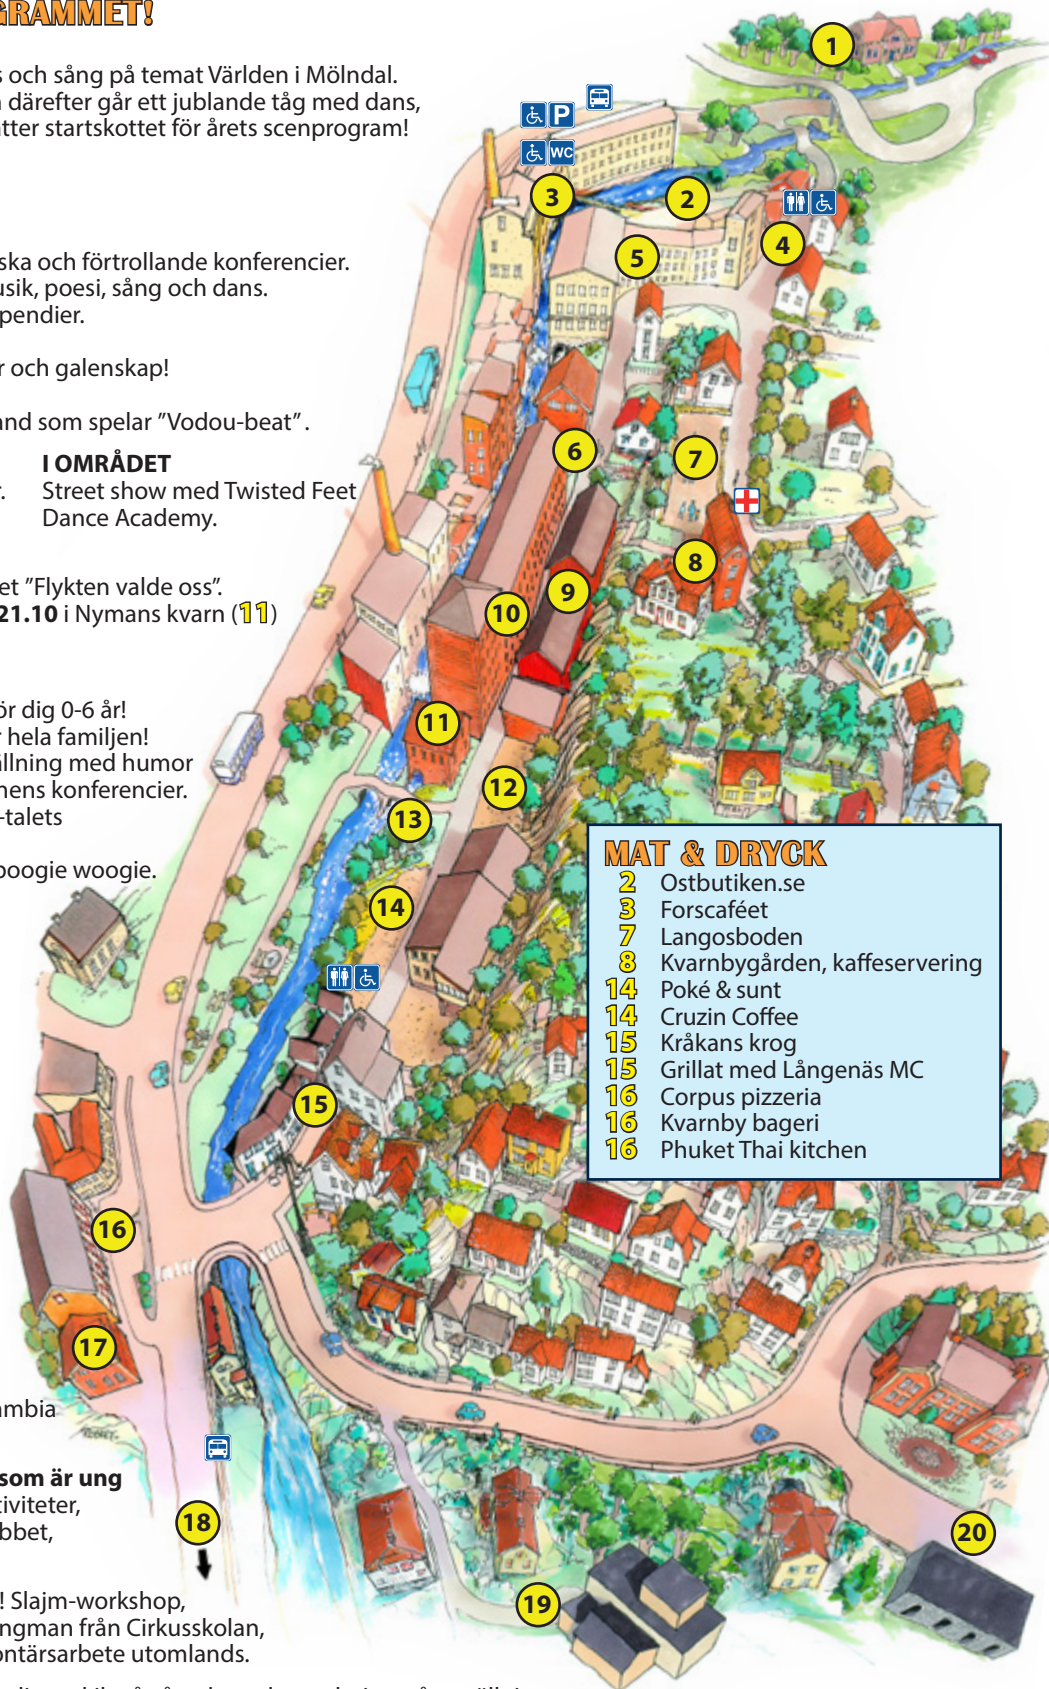 GRAMMET!
s och sång på temat Världen i Mölndal.
därefter går ett jublande tåg med dans,
tter startskottet för årets scenprogram!
ska och förtrollande konferencier.
usik, poesi, sång och dans.
pendier.
r och galenskap!
and som spelar ”Vodou-beat”.
I OMRÅDET
r. Street show med Twisted Feet
Dance Academy.
et ”Flykten valde oss”.
21.10 i Nymans kvarn (11)
ör dig 0-6 år!
r hela familjen!
ällning med humor
nens konferencier.
-talets
boogie woogie.
1
P
WC
3
2
4
5
6
7
8
9
10
11
12
13
14
15
16
17
18
19
20
MAT & DRYCK
2 Ostbutiken.se
3 Forscaféet
7 Langosboden
8 Kvarnbygården, kaffeservering
14 Poké & sunt
14 Cruzin Coffee
15 Kråkans krog
15 Grillat med Långenäs MC
16 Corpus pizzeria
16 Kvarnby bageri
16 Phuket Thai kitchen
ambia
som är ung
tiviteter,
bbet,
! Slajm-workshop,
ngman från Cirkusskolan,
ontärsarbete utomlands.